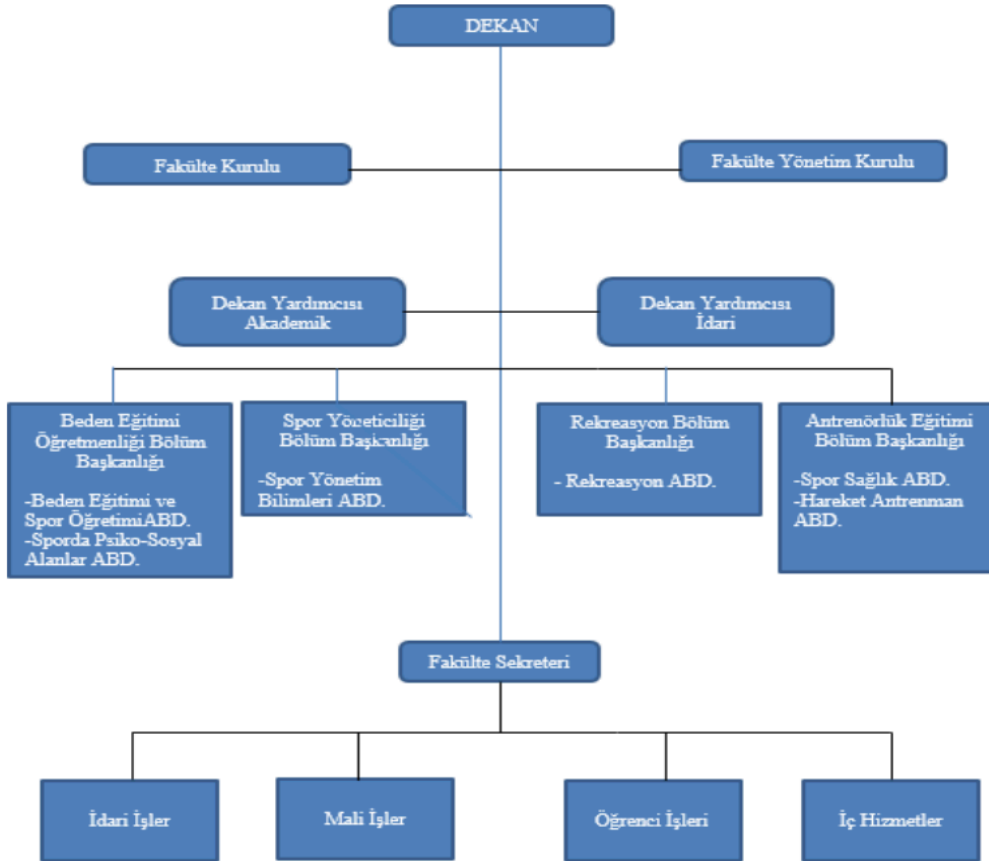 DEKAN
Fakülte Kurulu
Fakülte Yönetim Kurulu
Dekan Yardımcısı
Akademik
Dekan Yardımcısı
İdari
Beden Eğitimi
Öğretmenliği Bölüm
Başkanlığı
-Beden Eğitimi ve
Spor ÖğretimiABD.
-Sporda Psiko-Sosyal
Alanlar ABD.
Spor Yöneticiliği
Bölüm Başkanlığı
-Spor Yönetim
Bilimleri ABD.
Rekreasyon Bölüm
Başkanlığı
- Rekreasyon ABD.
Antrenörlük Eğitimi
Bölüm Başkanlığı
-Spor Sağlık ABD.
-Hareket Antrenman
ABD.
Fakülte Sekreteri
İdari İşler
Mali İşler
Öğrenci İşleri
İç Hizmetler